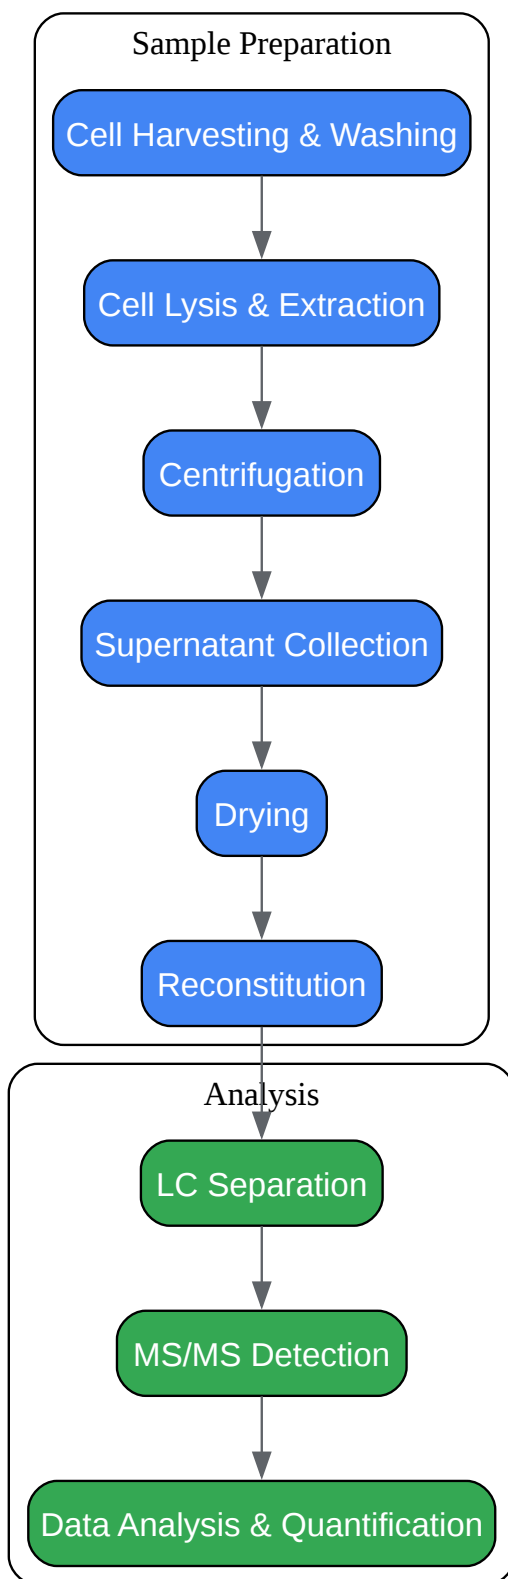 Sample Preparation
Cell Harvesting & Washing
Cell Lysis & Extraction
Centrifugation
Supernatant Collection
Drying
Reconstitution
Analysis
LC Separation
MS/MS Detection
Data Analysis & Quantification